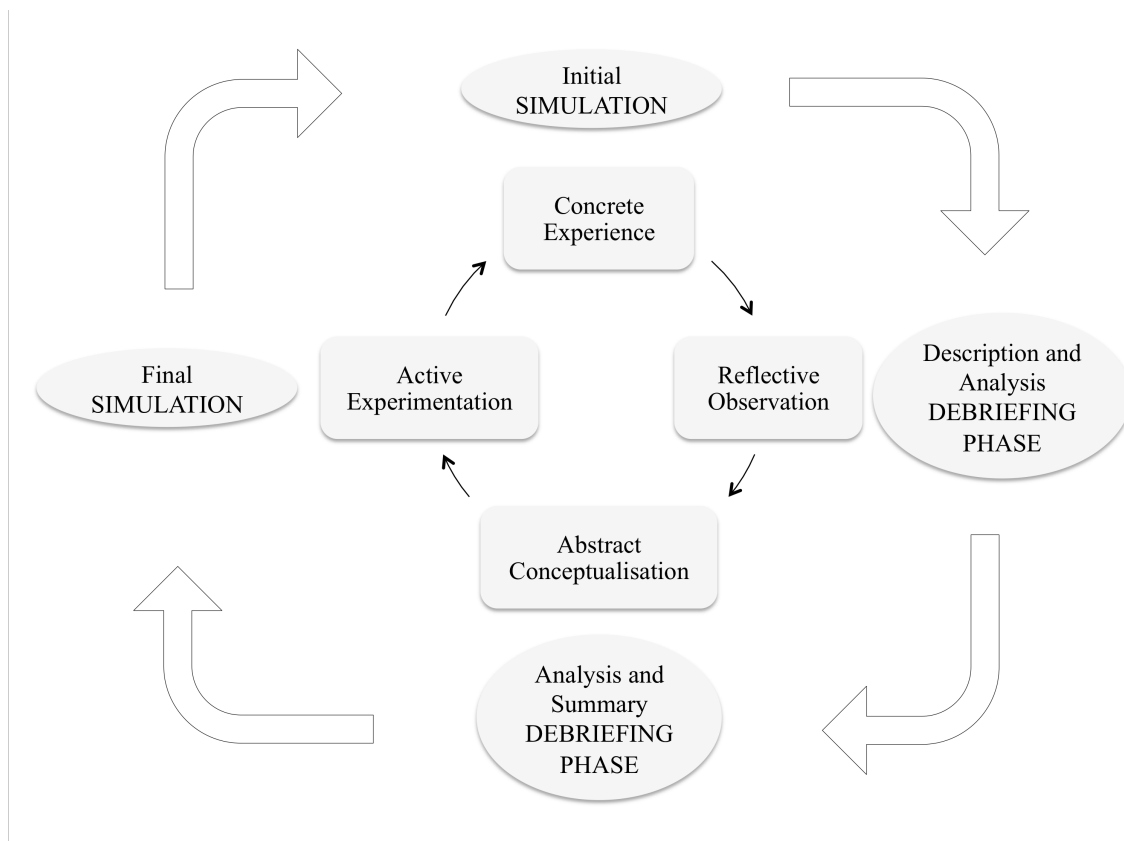 Initial
SIMULATION
Concrete
Experience
Final
SIMULATION
Active
Experimentation
Reflective
Observation
Description and
Analysis
DEBRIEFING
PHASE
Abstract
Conceptualisation
Analysis and
Summary
DEBRIEFING
PHASE